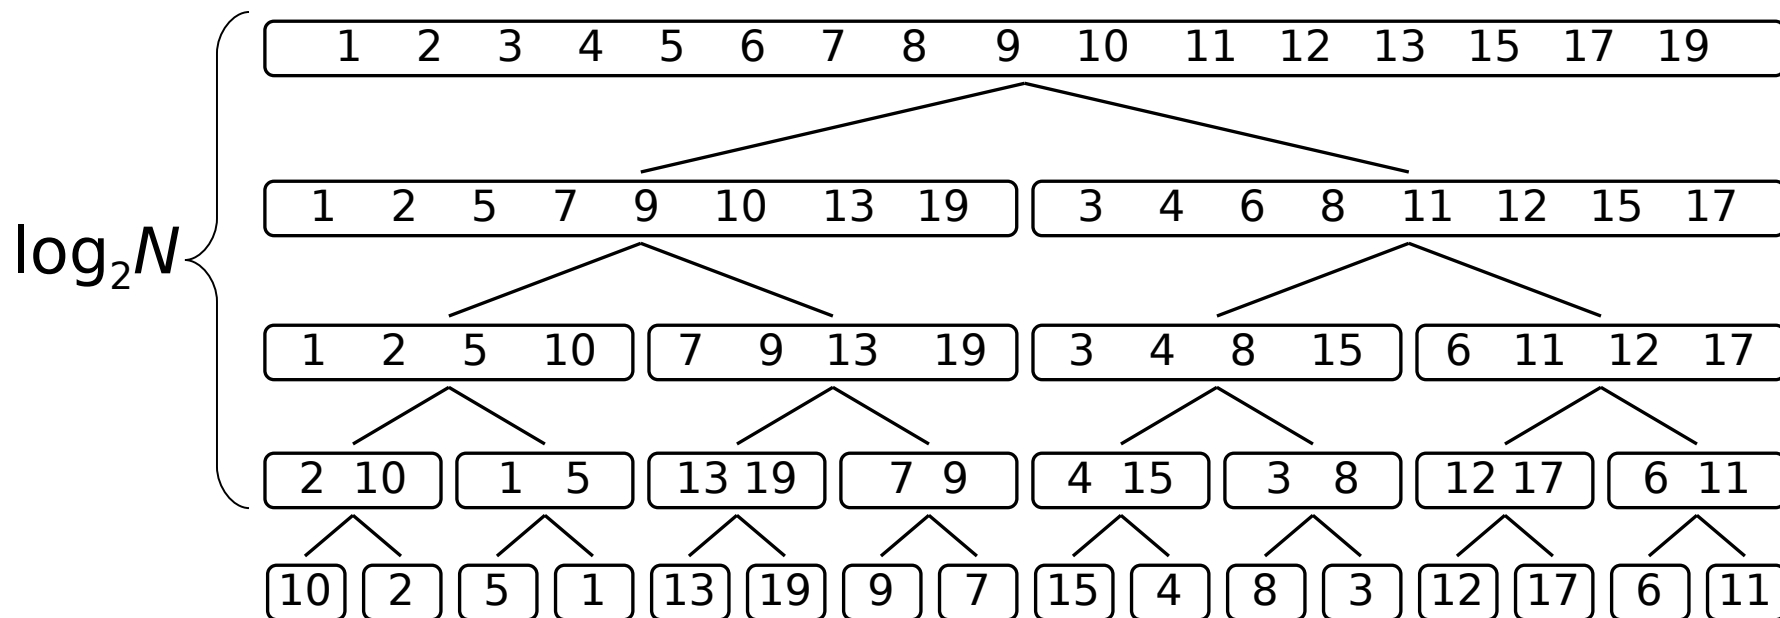 1 2 3 4 5 6 7 8 9 10 11 12 13 15 17 19
1 2 5 7 9 10 13 19 3 4 6 8 11 12 15 17
log₂N
1 2 5 10 7 9 13 19 3 4 8 15 6 11 12 17
2 10 1 5 13 19 7 9 4 15 3 8 12 17 6 11
10 2 5 1 13 19 9 7 15 4 8 3 12 17 6 11